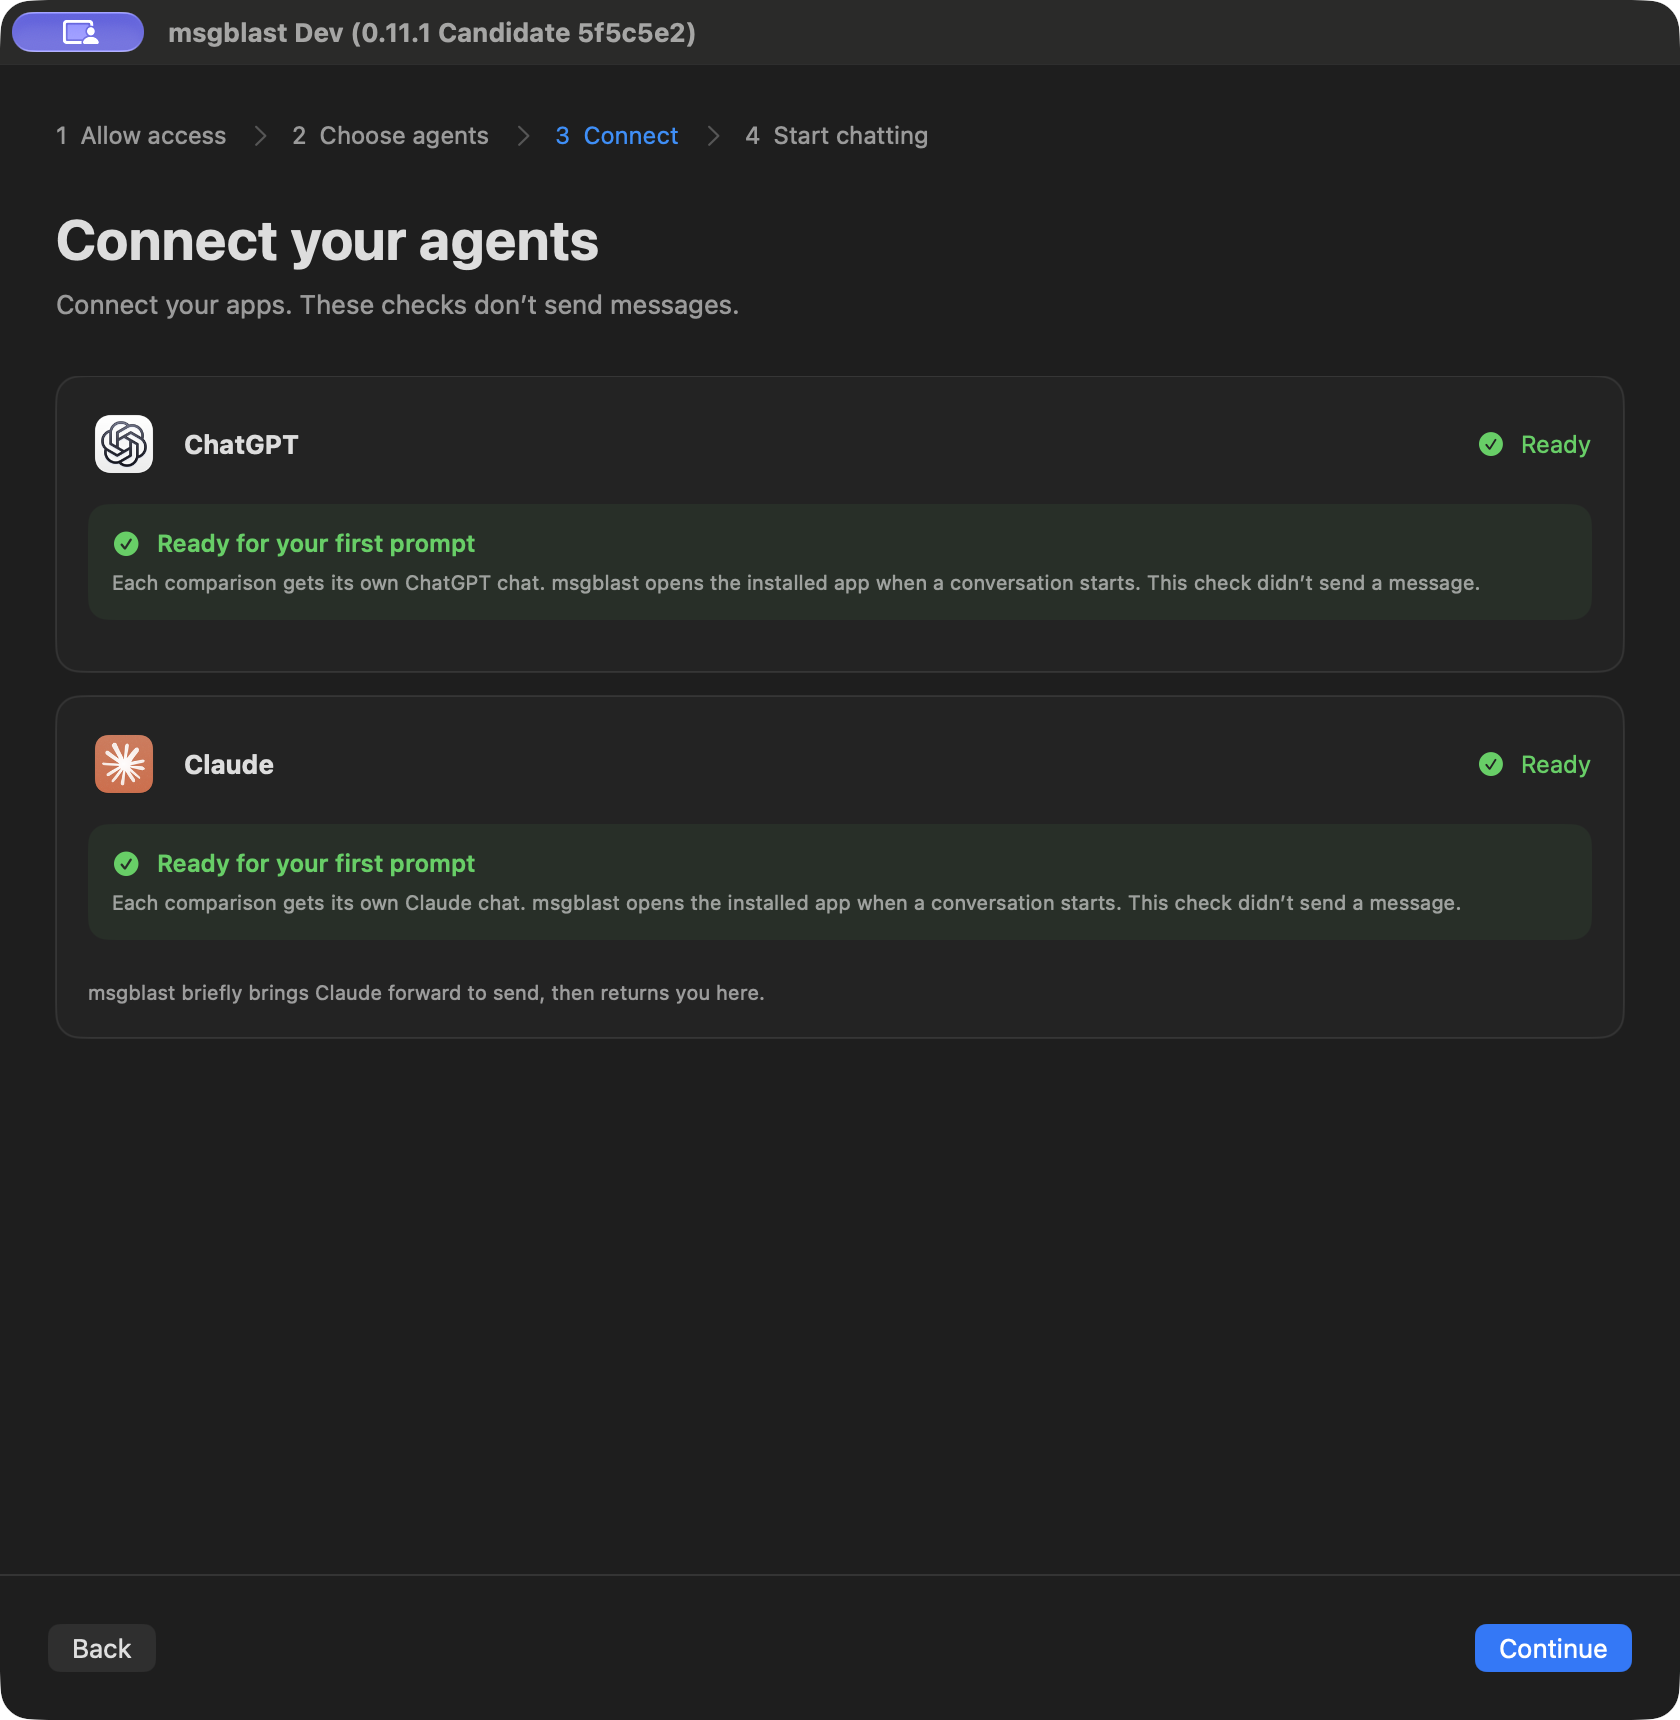 msgblast Dev (0.11.1 Candidate 5f5c5e2)
1 Allow access > 2 Choose agents > 3 Connect > 4 Start chatting
Connect your agents
Connect your apps. These checks don’t send messages.
ChatGPT
Ready
Ready for your first prompt
Each comparison gets its own ChatGPT chat. msgblast opens the installed app when a conversation starts. This check didn’t send a message.
Claude
Ready
Ready for your first prompt
Each comparison gets its own Claude chat. msgblast opens the installed app when a conversation starts. This check didn’t send a message.
msgblast briefly brings Claude forward to send, then returns you here.
Back
Continue